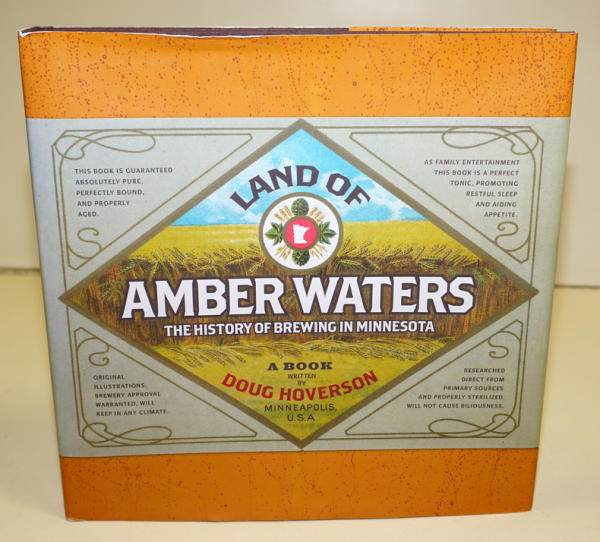 THIS BOOK IS GUARANTEED
ABSOLUTELY PURE,
PERFECTLY BOUND,
AND PROPERLY
AGED.
AS FAMILY ENTERTAINMENT
THIS BOOK IS A PERFECT
TONIC, PROMOTING
RESTFUL SLEEP
AND AIDING
APPETITE.
LAND OF
AMBER WATERS
THE HISTORY OF BREWING IN MINNESOTA
A BOOK
WRITTEN
BY
DOUG HOVERSON
MINNEAPOLIS,
U.S.A
ORIGINAL
ILLUSTRATIONS,
BREWERY APPROVAL
WARRANTED, WILL
KEEP IN ANY CLIMATE.
RESEARCHED
DIRECT FROM
PRIMARY SOURCES
AND PROPERLY STERILIZED.
WILL NOT CAUSE BILIOUSNESS.